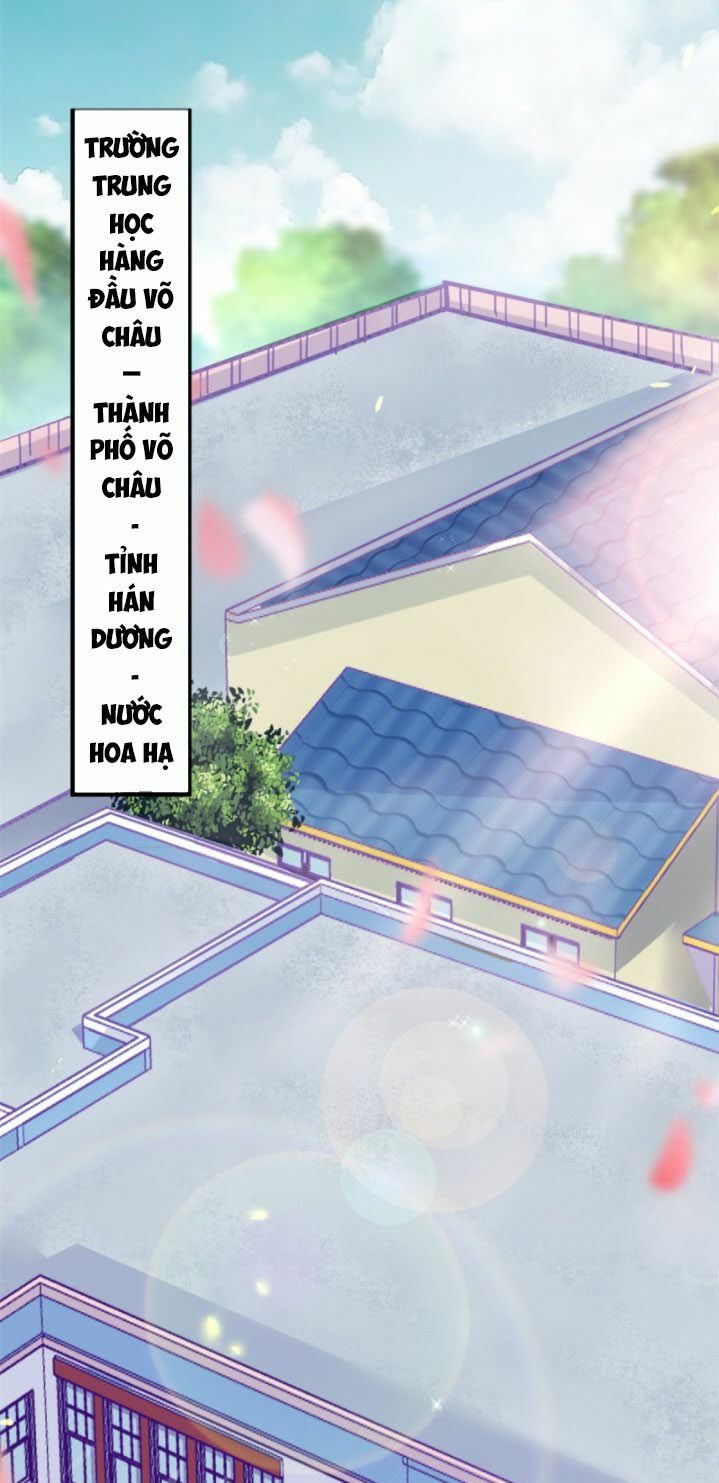 TRƯỜNG
TRUNG
HỌC
HÀNG
ĐẦU VÕ
CHÂU
–
THÀNH
PHỐ VÕ
CHÂU
-
TỈNH
HÁN
DƯƠNG
-
NƯỚC
HOA HẠ